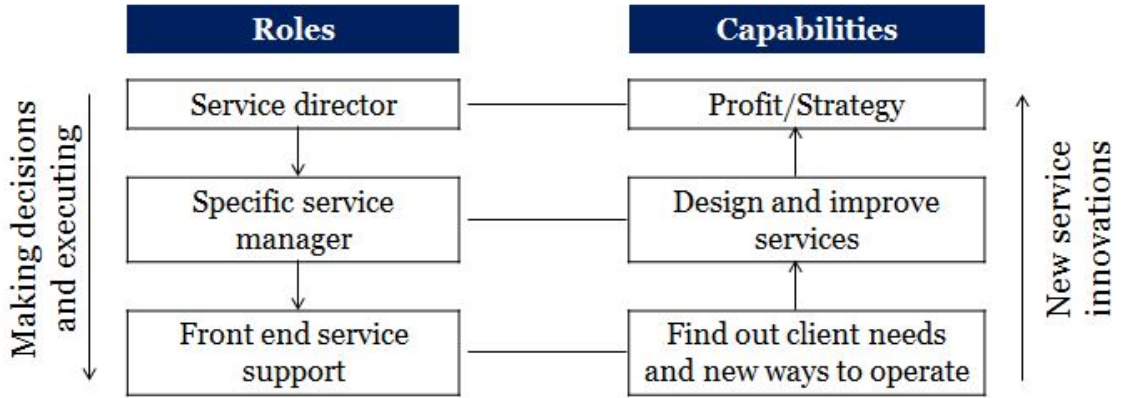 Roles
Capabilities
Making decisions
and executing
Service director
Profit/Strategy
Specific service
manager
Design and improve
services
Front end service
support
Find out client needs
and new ways to operate
New service
innovations